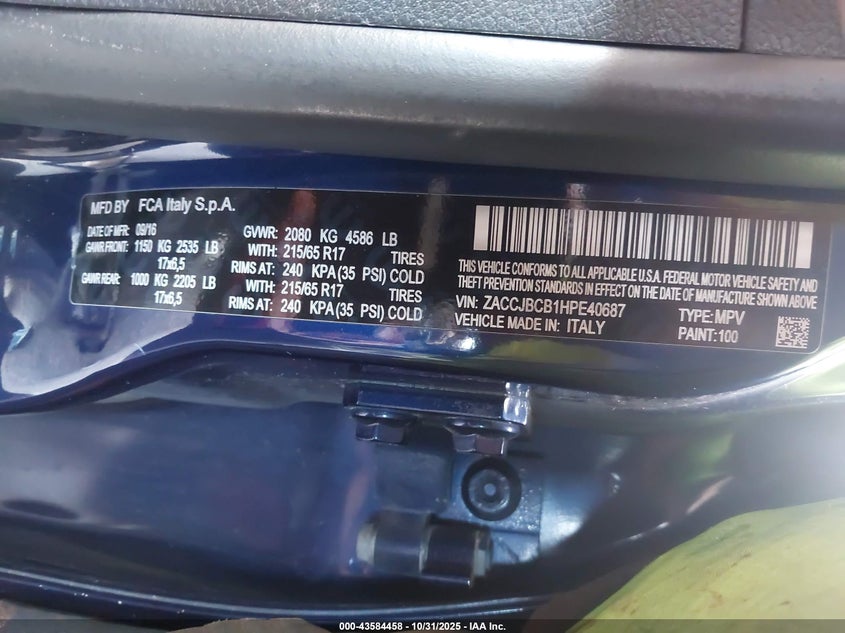 MFD BY FCA Italy S.p.A.
DATE OF MFR: 09/16 GVWR: 2080 KG 4586 LB
GAWR FRONT: 1150 KG 2535 LB WITH: 215/65 R17 TIRES
17x6,5 RIMS AT: 240 KPA (35 PSI) COLD
GAWR REAR: 1000 KG 2205 LB WITH: 215/65 R17 TIRES
17x6,5 RIMS AT: 240 KPA (35 PSI) COLD
THIS VEHICLE CONFORMS TO ALL APPLICABLE U.S.A. FEDERAL MOTOR VEHICLE SAFETY AND
THEFT PREVENTION STANDARDS IN EFFECT ON THE DATE OF MANUFACTURE SHOWN ABOVE
VIN: ZACCJBCB1HPE40687 TYPE: MPV
VEHICLE MADE IN: ITALY PAINT: 100
000-43584458 - 10/31/2025 - IAA Inc.